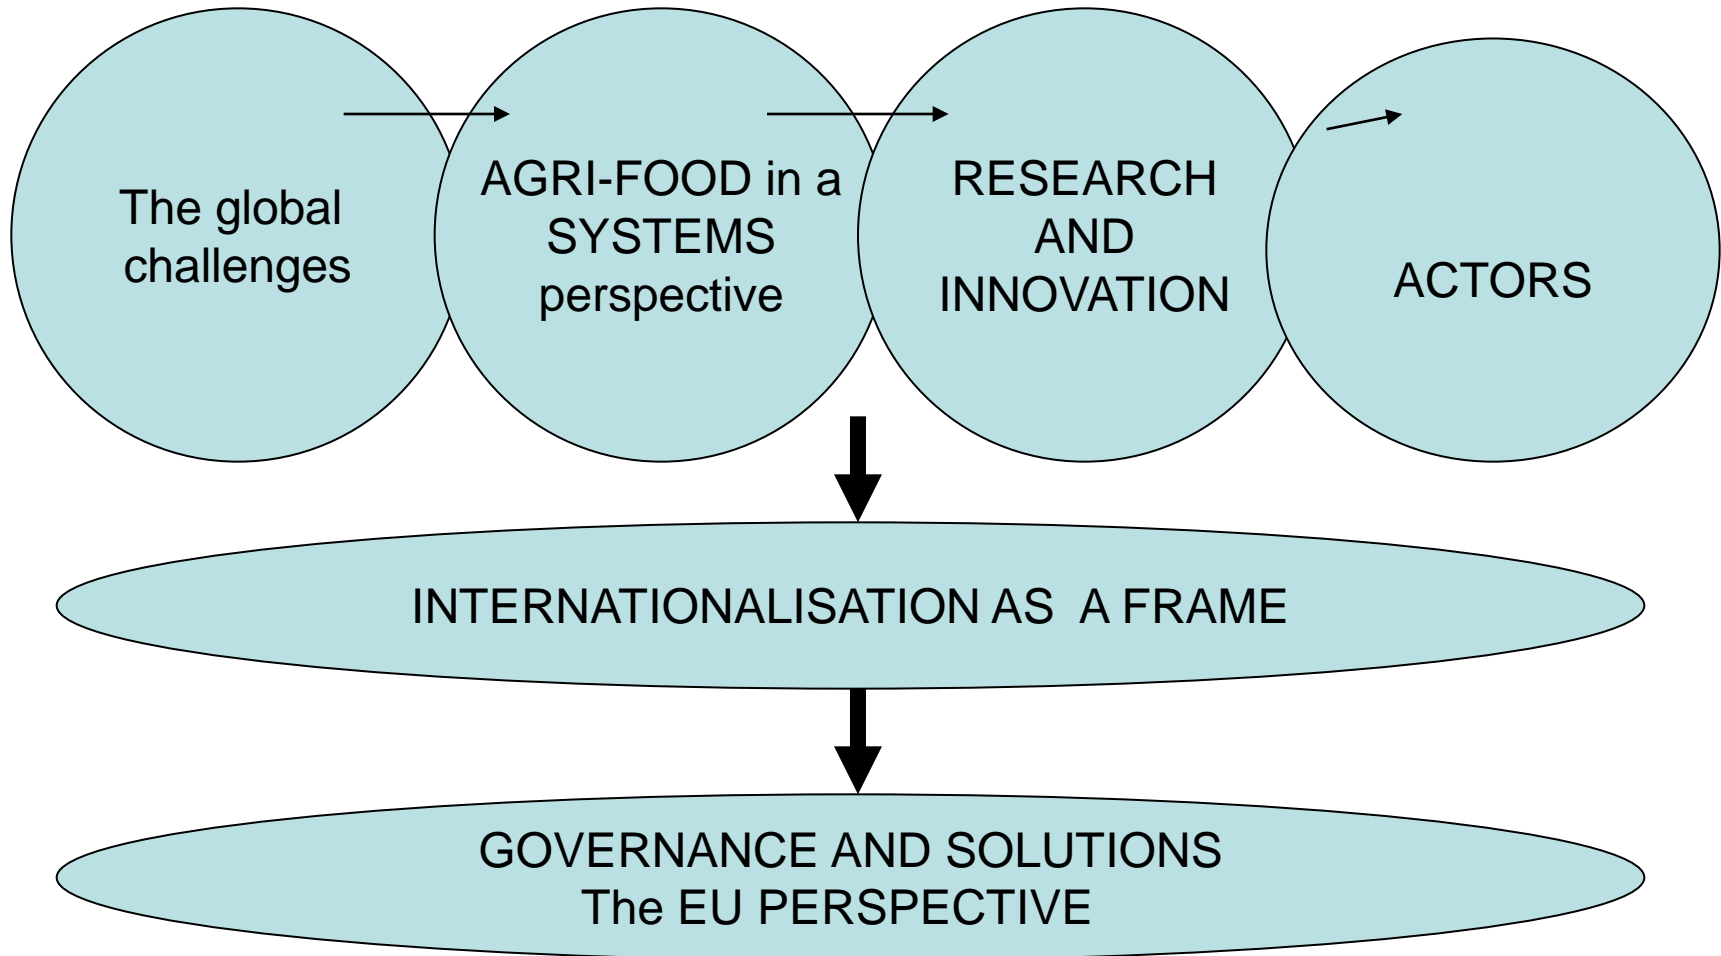 The global
challenges
AGRI-FOOD in a
SYSTEMS
perspective
RESEARCH
AND
INNOVATION
ACTORS
INTERNATIONALISATION AS A FRAME
GOVERNANCE AND SOLUTIONS
The EU PERSPECTIVE